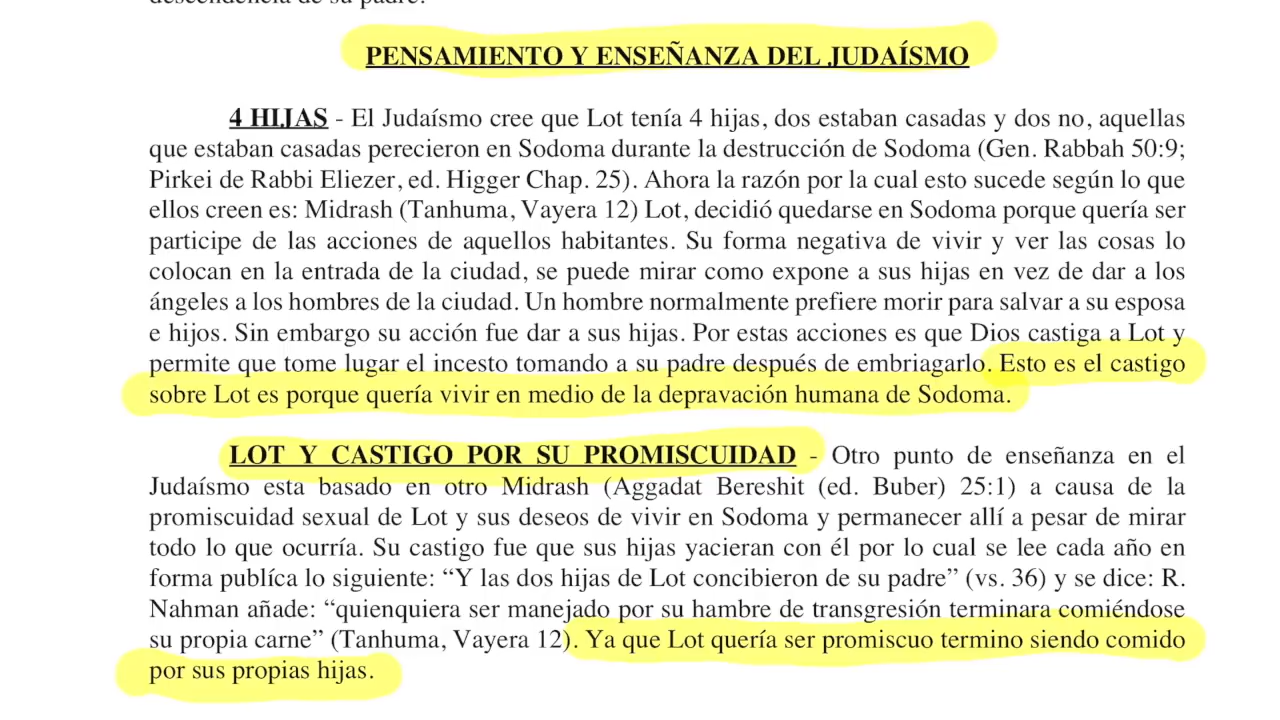 descendencia de su padre.
PENSAMIENTO Y ENSEÑANZA DEL JUDAÍSMO
4 HIJAS - El Judaísmo cree que Lot tenía 4 hijas, dos estaban casadas y dos no, aquellas
que estaban casadas perecieron en Sodoma durante la destrucción de Sodoma (Gen. Rabbah 50:9;
Pirkei de Rabbi Eliezer, ed. Higger Chap. 25). Ahora la razón por la cual esto sucede según lo que
ellos creen es: Midrash (Tanhuma, Vayera 12) Lot, decidió quedarse en Sodoma porque quería ser
participe de las acciones de aquellos habitantes. Su forma negativa de vivir y ver las cosas lo
colocan en la entrada de la ciudad, se puede mirar como expone a sus hijas en vez de dar a los
ángeles a los hombres de la ciudad. Un hombre normalmente prefiere morir para salvar a su esposa
e hijos. Sin embargo su acción fue dar a sus hijas. Por estas acciones es que Dios castiga a Lot y
permite que tome lugar el incesto tomando a su padre después de embriagarlo. Esto es el castigo
sobre Lot es porque quería vivir en medio de la depravación humana de Sodoma.
LOT Y CASTIGO POR SU PROMISCUIDAD - Otro punto de enseñanza en el
Judaísmo esta basado en otro Midrash (Aggadat Bereshit (ed. Buber) 25:1) a causa de la
promiscuidad sexual de Lot y sus deseos de vivir en Sodoma y permanecer allí a pesar de mirar
todo lo que ocurría. Su castigo fue que sus hijas yacieran con él por lo cual se lee cada año en
forma publíca lo siguiente: “Y las dos hijas de Lot concibieron de su padre” (vs. 36) y se dice: R.
Nahman añade: “quienquiera ser manejado por su hambre de transgresión terminara comiéndose
su propia carne” (Tanhuma, Vayera 12). Ya que Lot quería ser promiscuo termino siendo comido
por sus propias hijas.